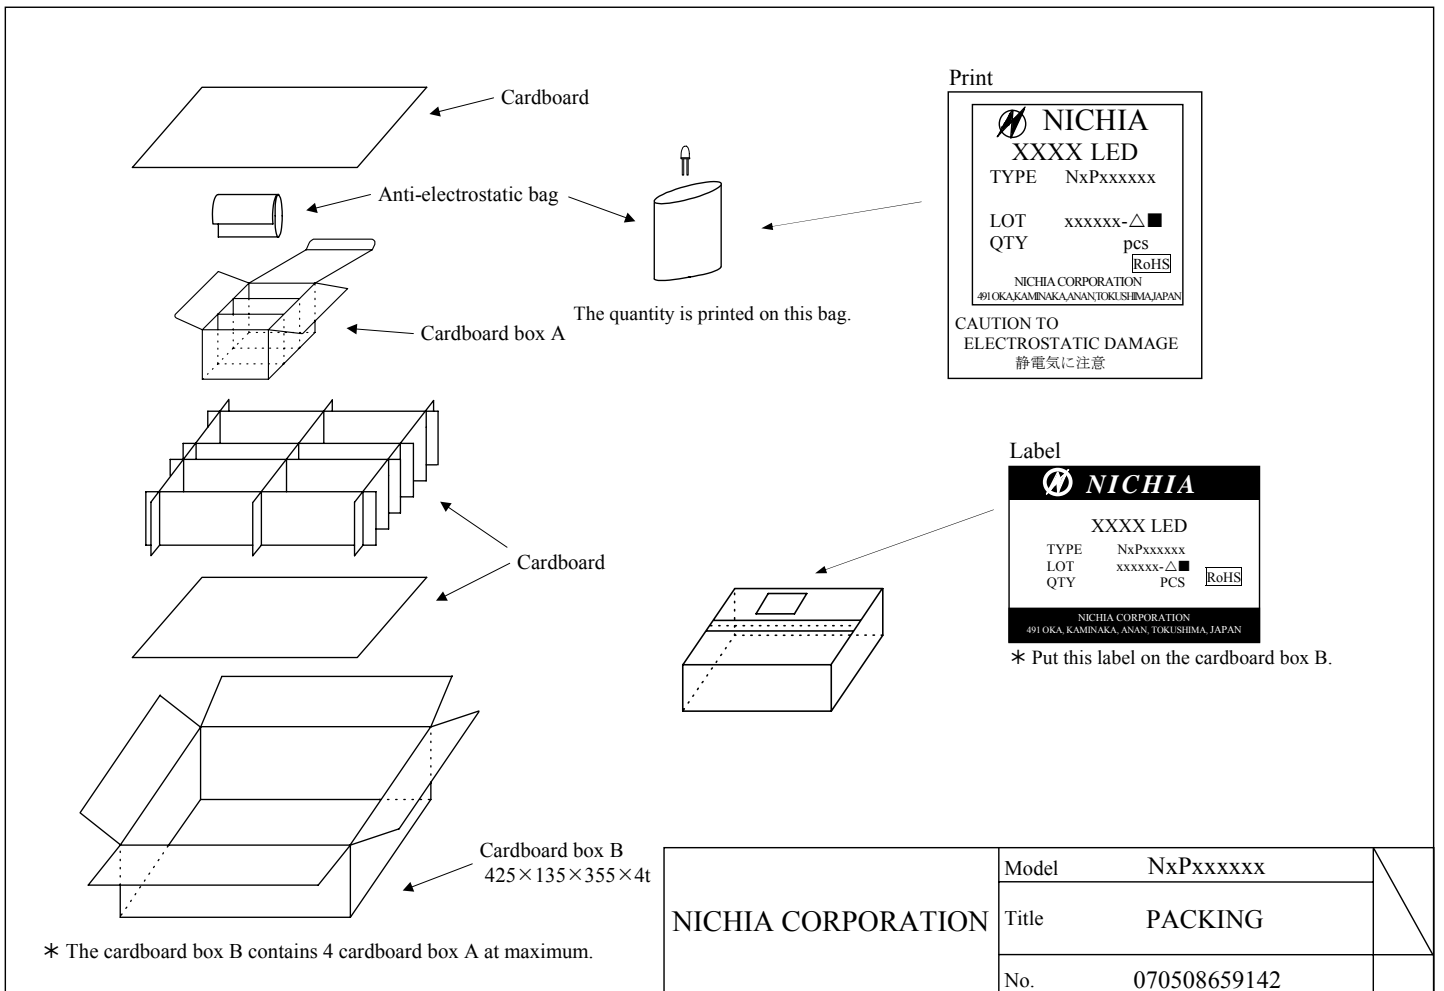 Cardboard
Anti-electrostatic bag
Cardboard box A
The quantity is printed on this bag.
Cardboard
Cardboard box B
425×135×355×4t
＊ The cardboard box B contains 4 cardboard box A at maximum.
Print
NICHIA
XXXX LED
TYPE NxPxxxxxx
LOT xxxxxx-△■
QTY pcs
RoHS
NICHIA CORPORATION
491 OKA,KAMINAKA,ANAN,TOKUSHIMA,JAPAN
CAUTION TO
ELECTROSTATIC DAMAGE
静電気に注意
Label
NICHIA
XXXX LED
TYPE NxPxxxxxx
LOT xxxxxx-△■
QTY PCS
RoHS
NICHIA CORPORATION
491 OKA, KAMINAKA, ANAN, TOKUSHIMA, JAPAN
＊ Put this label on the cardboard box B.
NICHIA CORPORATION
Model NxPxxxxxx
Title PACKING
No. 070508659142